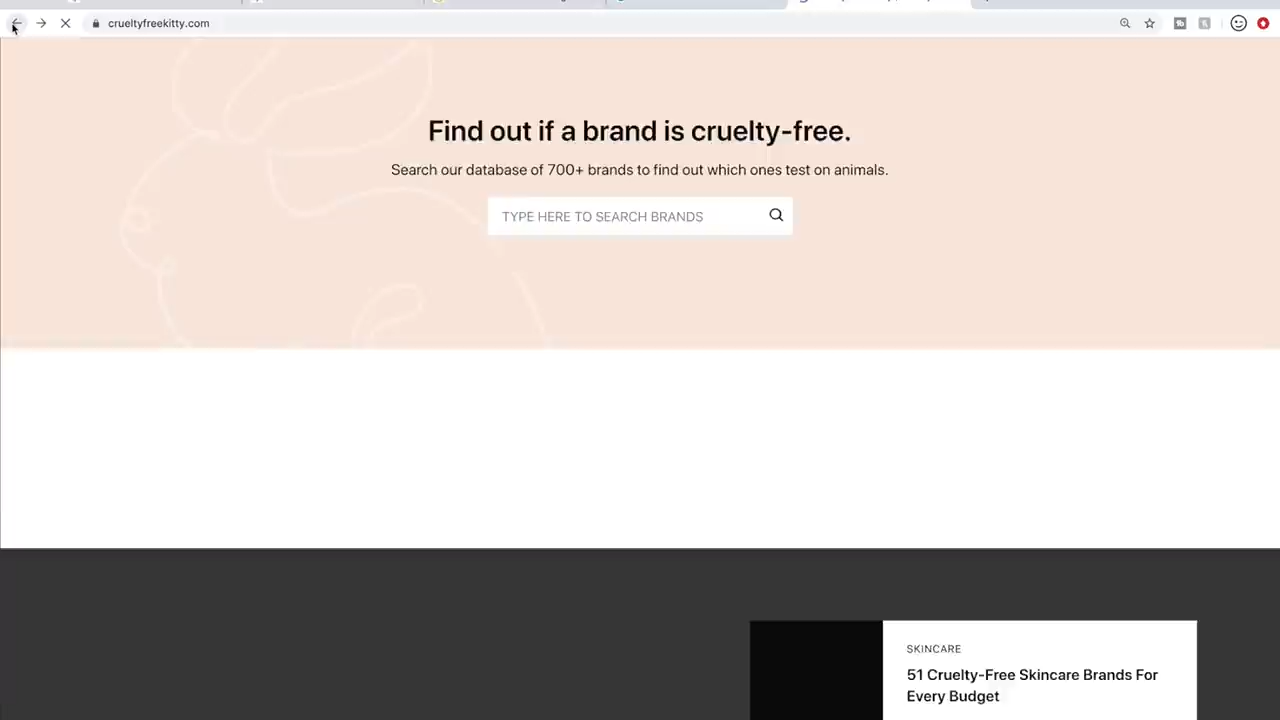 crueltyfreekitty.com
Find out if a brand is cruelty-free.
Search our database of 700+ brands to find out which ones test on animals.
TYPE HERE TO SEARCH BRANDS
SKINCARE
51 Cruelty-Free Skincare Brands For
Every Budget